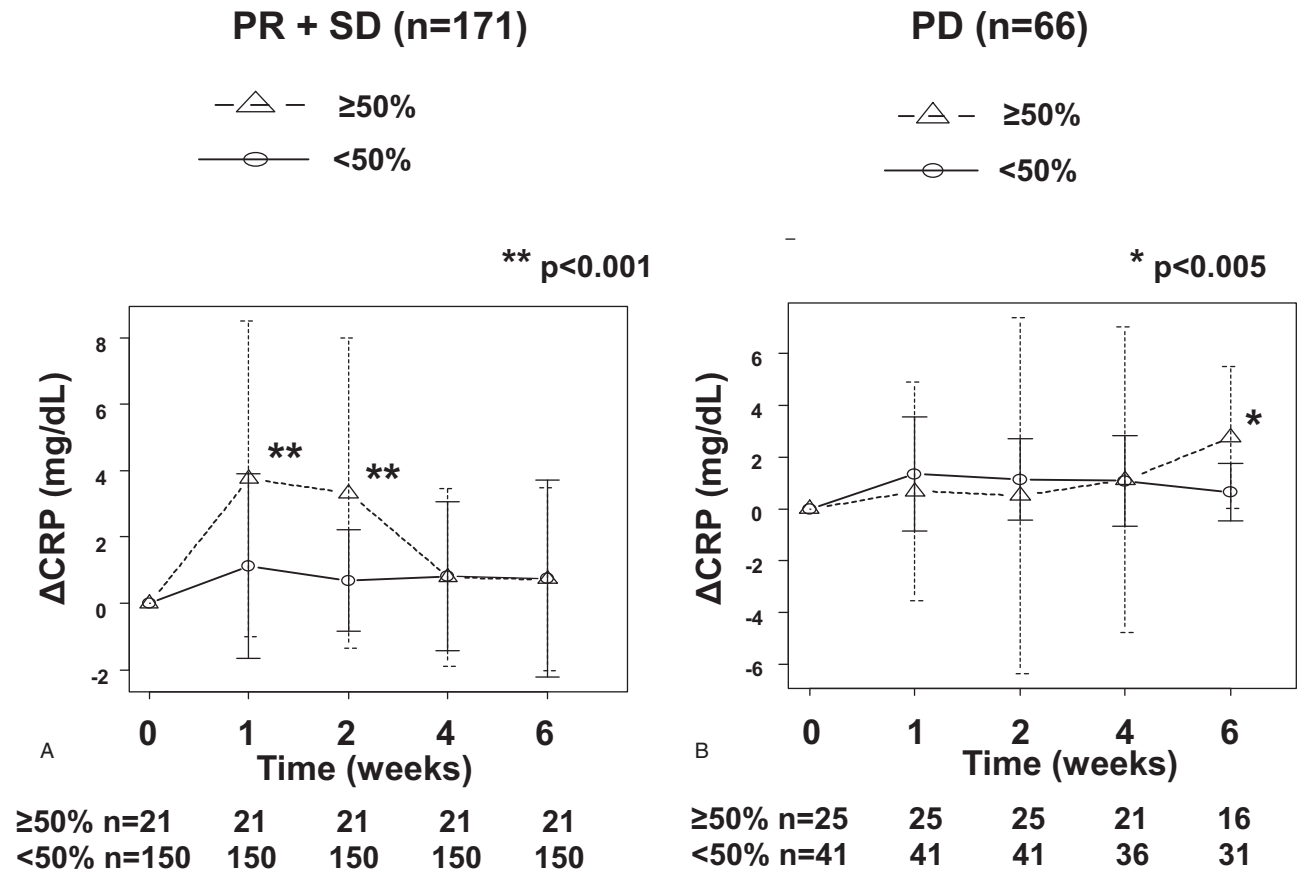 PR + SD (n=171)
≥50%
<50%
** p<0.001
ΔCRP (mg/dL)
8
6
4
2
0
-2
**
**
0 1 2 4 6
A
Time (weeks)
≥50% n=21 21 21 21 21
<50% n=150 150 150 150 150
PD (n=66)
≥50%
<50%
* p<0.005
ΔCRP (mg/dL)
6
4
2
0
-2
-4
-6
*
0 1 2 4 6
B
Time (weeks)
≥50% n=25 25 25 21 16
<50% n=41 41 41 36 31